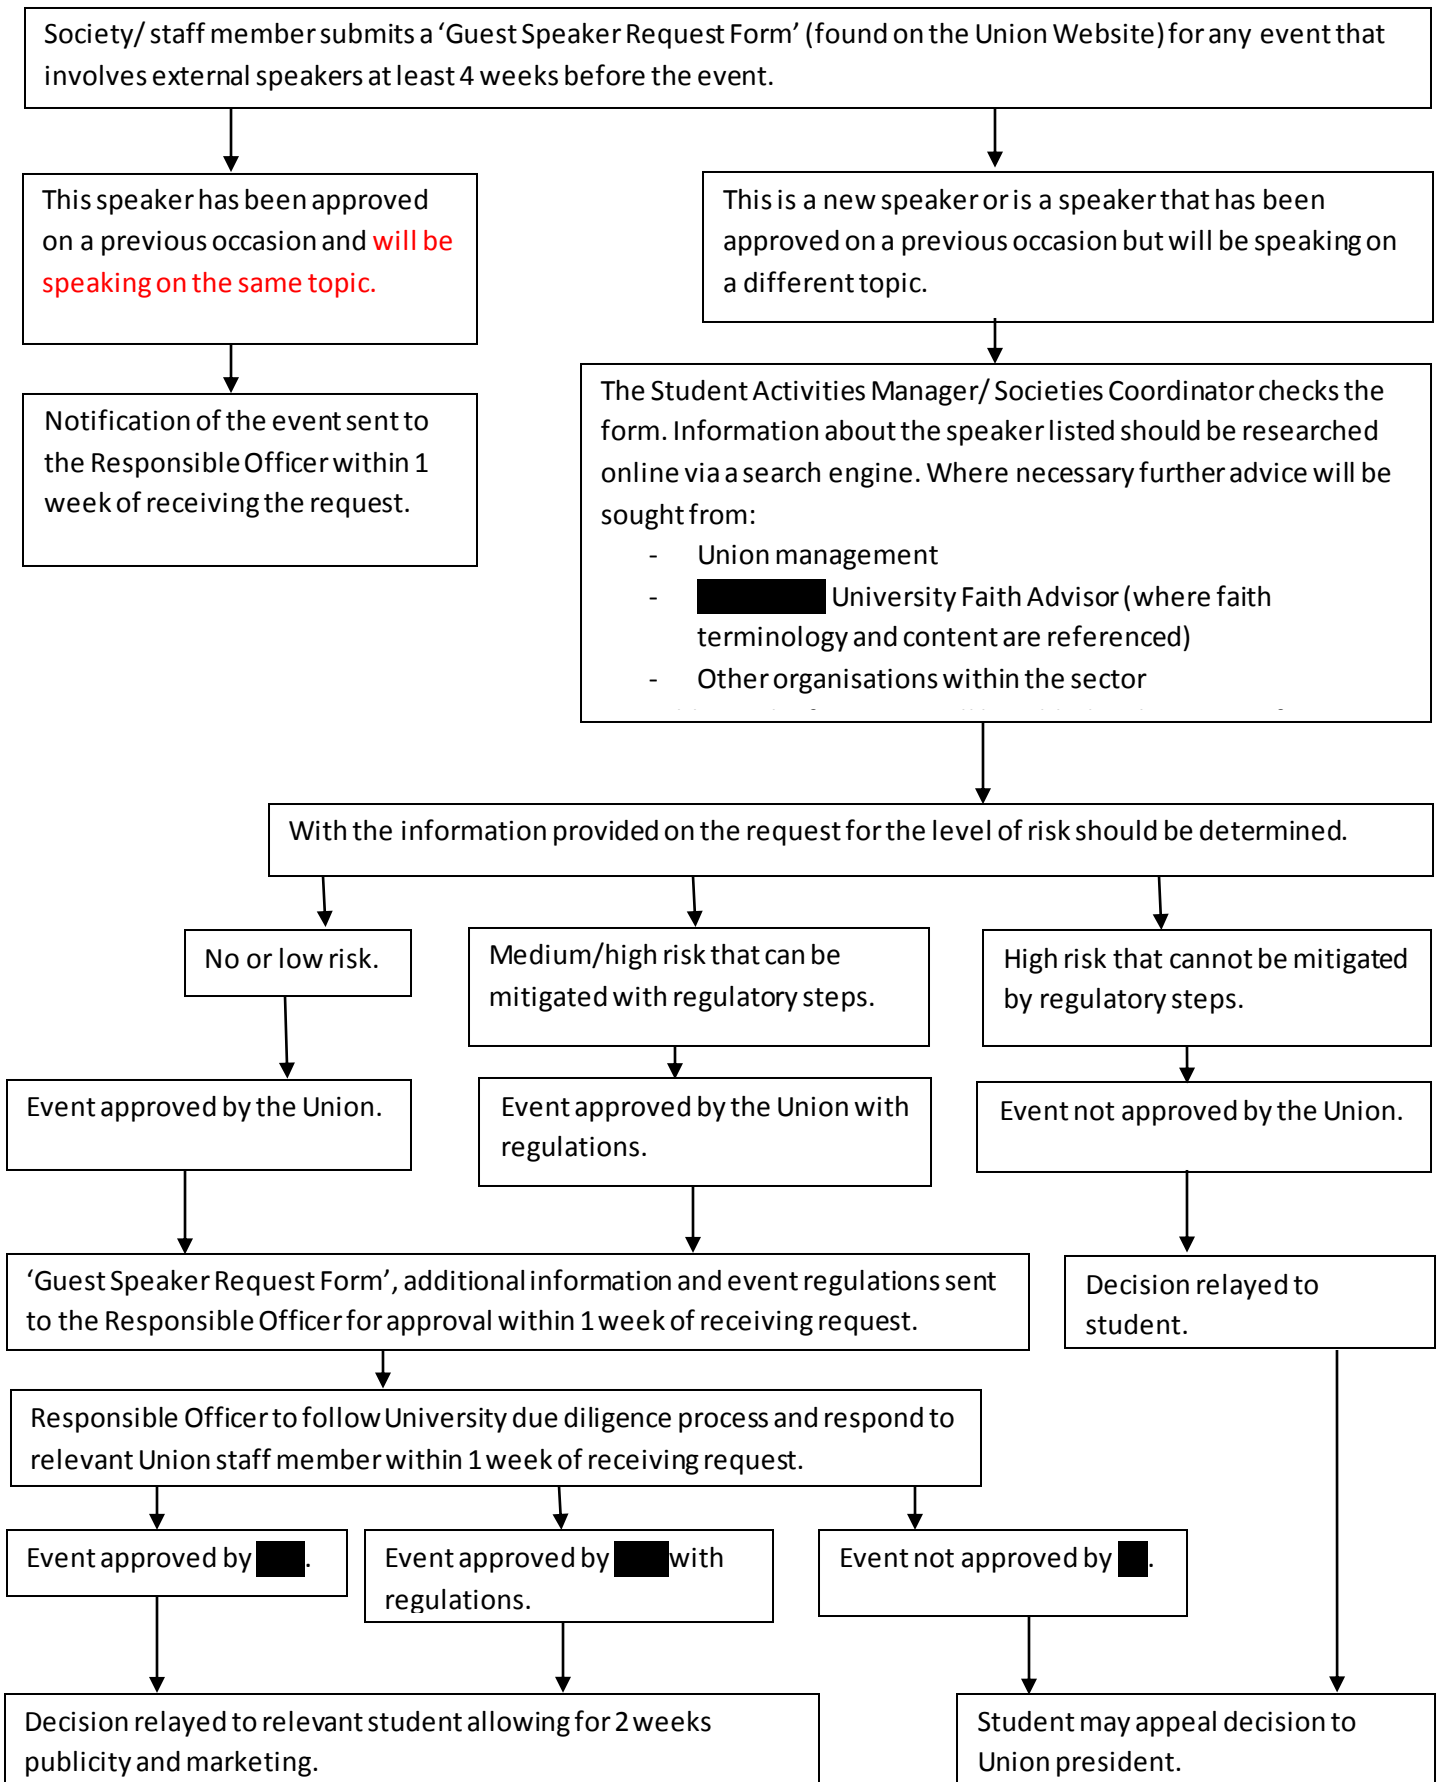 Society/ staff member submits a ‘Guest Speaker Request Form’ (found on the Union Website) for any event that
involves external speakers at least 4 weeks before the event.
This speaker has been approved
on a previous occasion and will be
speaking on the same topic.
This is a new speaker or is a speaker that has been
approved on a previous occasion but will be speaking on
a different topic.
Notification of the event sent to
the Responsible Officer within 1
week of receiving the request.
The Student Activities Manager/ Societies Coordinator checks the
form. Information about the speaker listed should be researched
online via a search engine. Where necessary further advice will be
sought from:
- Union management
- University Faith Advisor (where faith
terminology and content are referenced)
- Other organisations within the sector
With the information provided on the request for the level of risk should be determined.
No or low risk.
Medium/high risk that can be
mitigated with regulatory steps.
High risk that cannot be mitigated
by regulatory steps.
Event approved by the Union.
Event approved by the Union with
regulations.
Event not approved by the Union.
‘Guest Speaker Request Form’, additional information and event regulations sent
to the Responsible Officer for approval within 1 week of receiving request.
Decision relayed to
student.
Responsible Officer to follow University due diligence process and respond to
relevant Union staff member within 1 week of receiving request.
Event approved by .
Event approved by with
regulations.
Event not approved by .
Decision relayed to relevant student allowing for 2 weeks
publicity and marketing.
Student may appeal decision to
Union president.